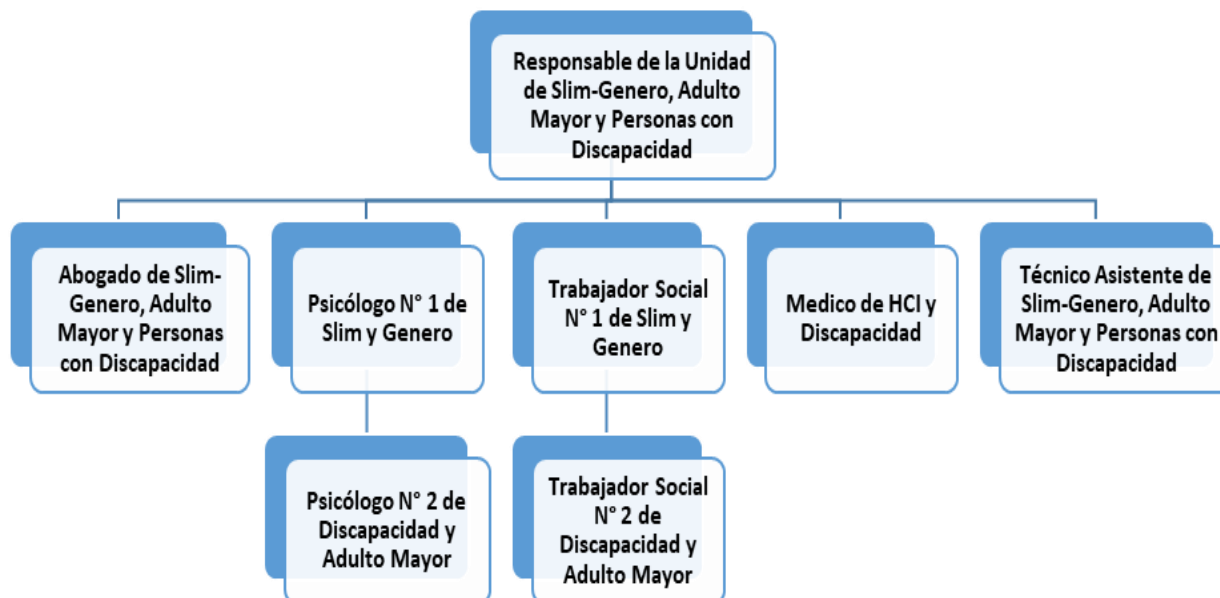 Responsable de la Unidad
de Slim-Genero, Adulto
Mayor y Personas con
Discapacidad
Abogado de Slim-
Genero, Adulto
Mayor y Personas
con Discapacidad
Psicólogo N° 1 de
Slim y Genero
Trabajador Social
N° 1 de Slim y
Genero
Medico de HCI y
Discapacidad
Técnico Asistente de
Slim-Genero, Adulto
Mayor y Personas con
Discapacidad
Psicólogo N° 2 de
Discapacidad y
Adulto Mayor
Trabajador Social
N° 2 de
Discapacidad y
Adulto Mayor